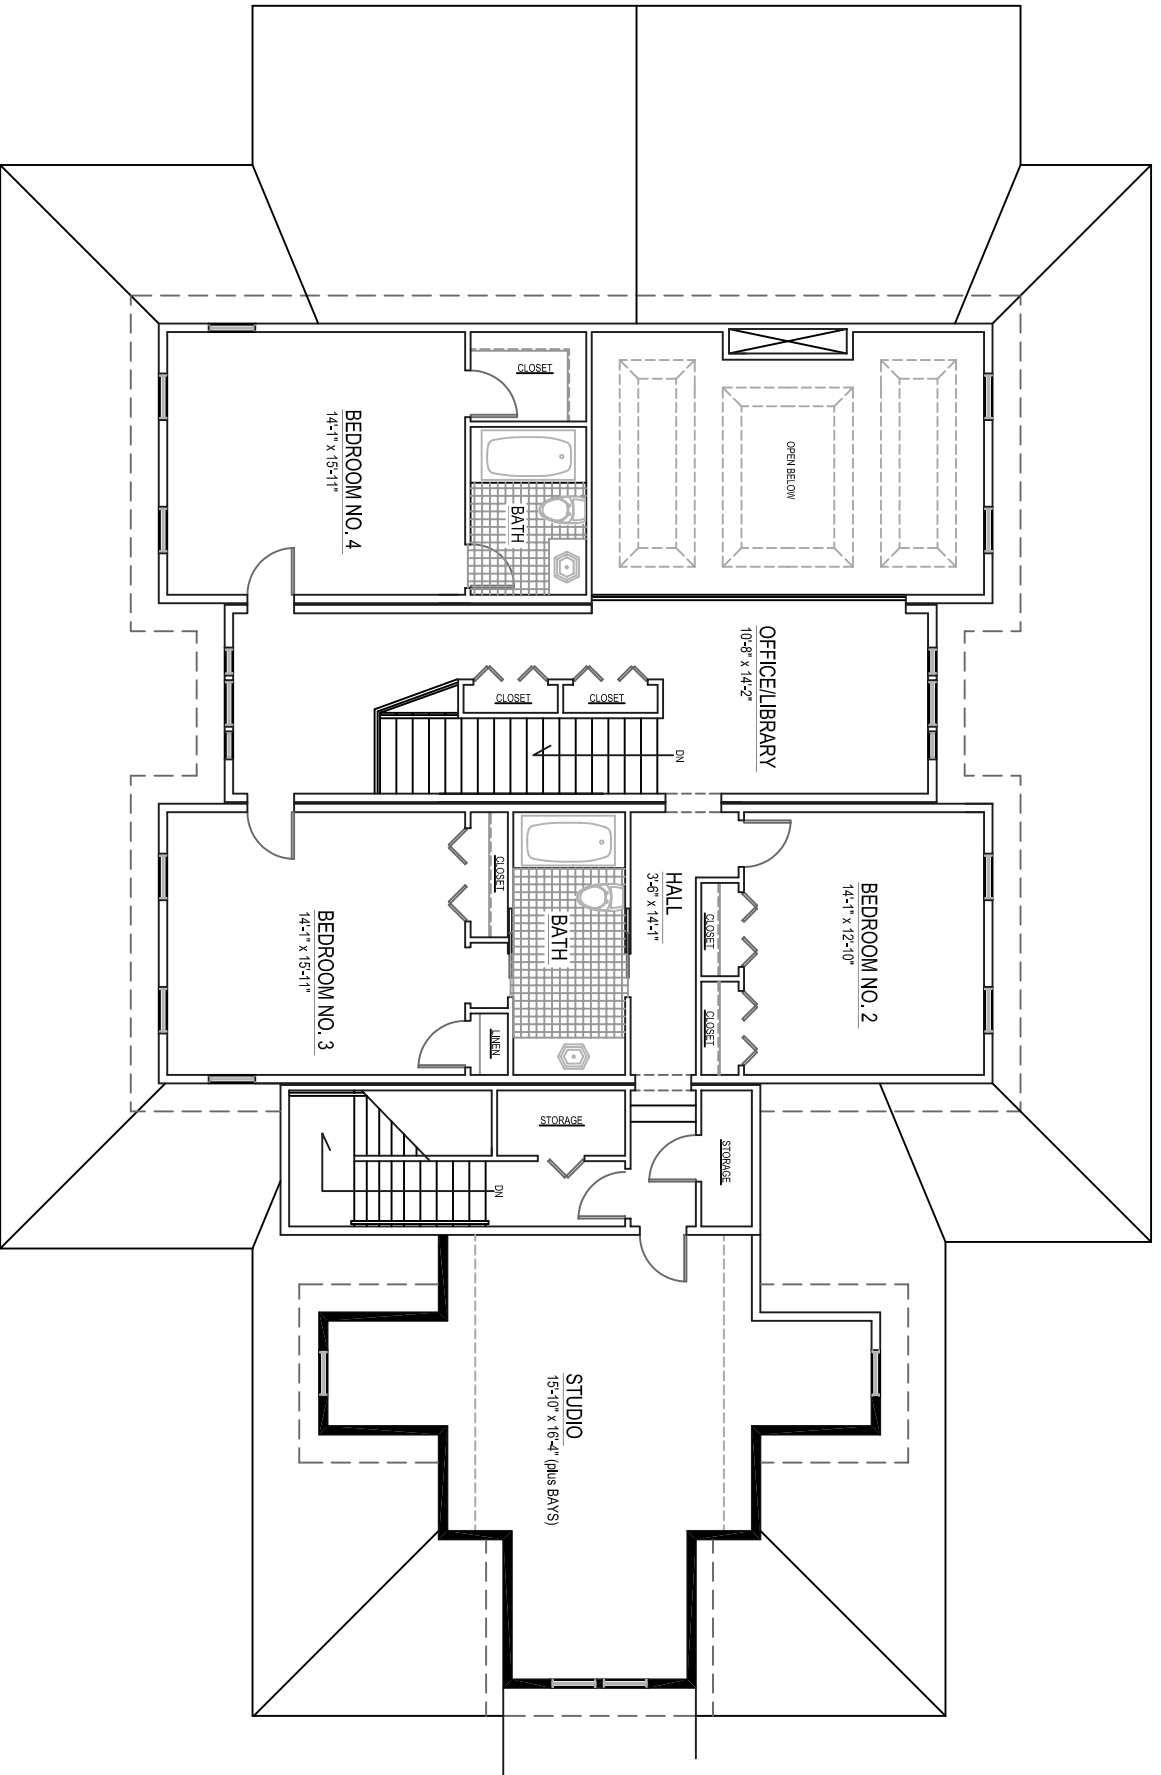 CLOSET
OPEN BELOW
BEDROOM NO. 4
14'-1" x 15'-11"
BATH
OFFICE/LIBRARY
10'-8" x 14'-2"
CLOSET
CLOSET
DN
CLOSET
BATH
HALL
3'-6" x 14'-1"
BEDROOM NO. 2
14'-1" x 12'-10"
CLOSET
CLOSET
BEDROOM NO. 3
14'-1" x 15'-11"
LINEN
STORAGE
STORAGE
DN
STUDIO
15'-10" x 16'-4" (plus BAYS)